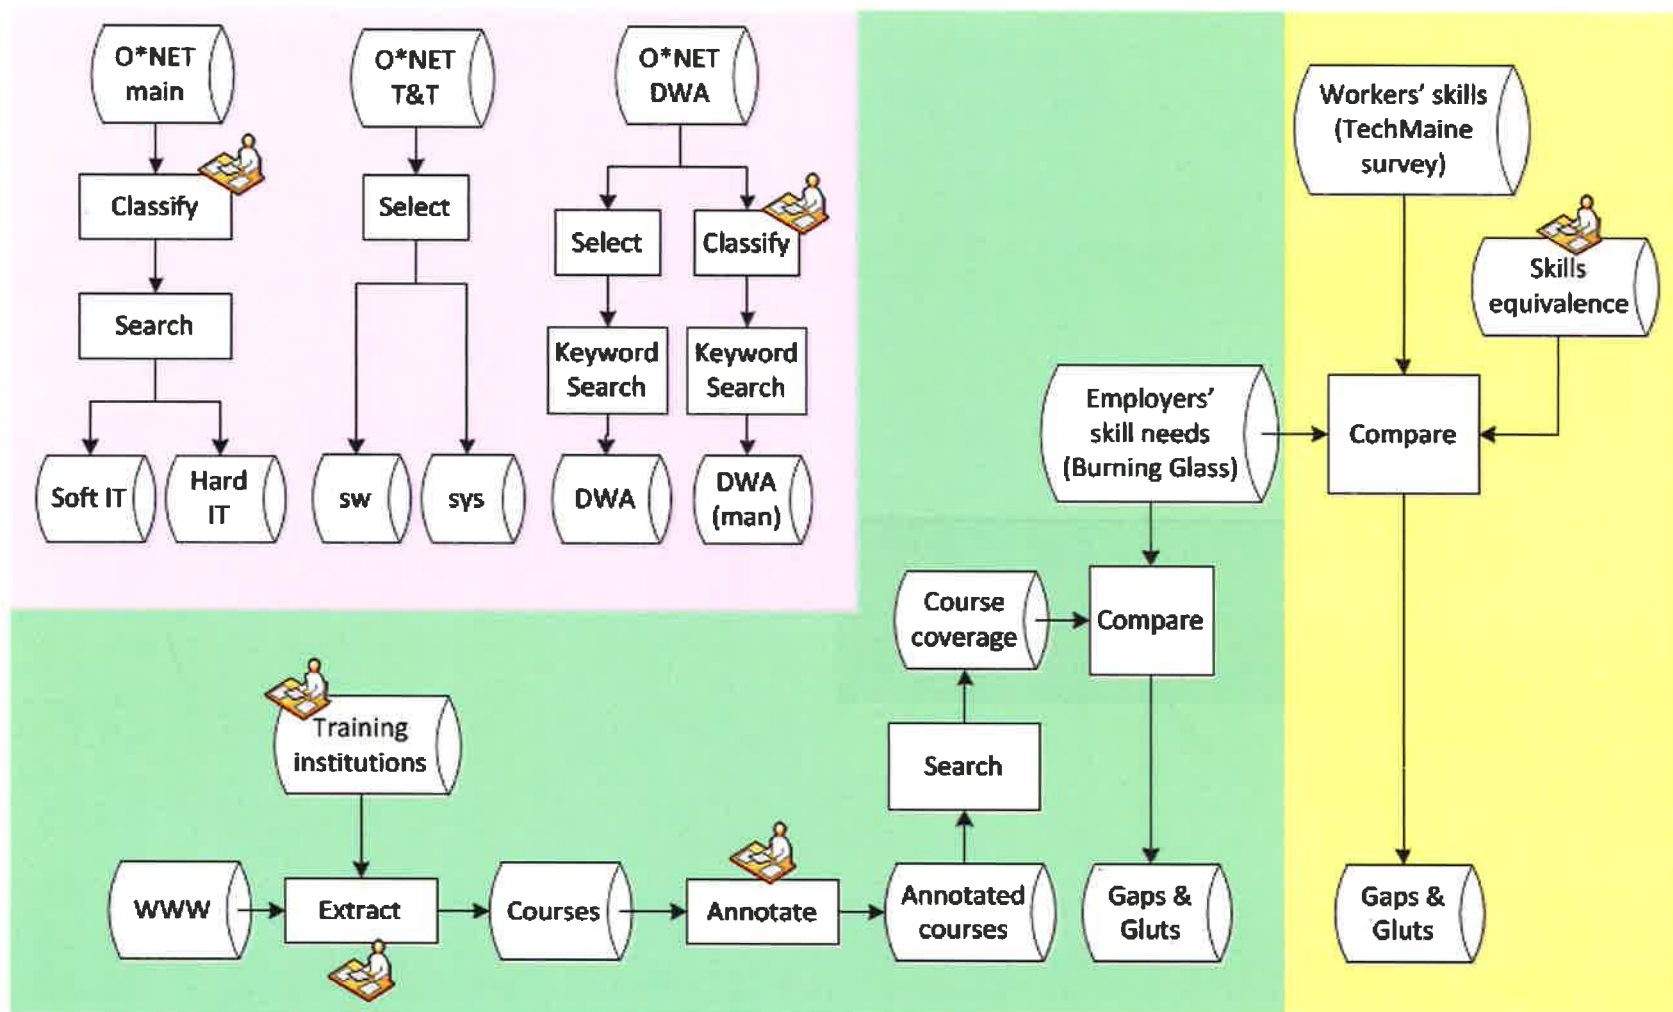 O*NET
main
O*NET
T&T
O*NET
DWA
Classify
Select
Select
Classify
Search
Keyword
Search
Keyword
Search
Soft IT
Hard
IT
sw
sys
DWA
DWA
(man)
Workers' skills
(TechMaine
survey)
Skills
equivalence
Employers'
skill needs
(Burning Glass)
Compare
Course
coverage
Compare
Training
institutions
Search
WWW
Extract
Courses
Annotate
Annotated
courses
Gaps &
Gluts
Gaps &
Gluts